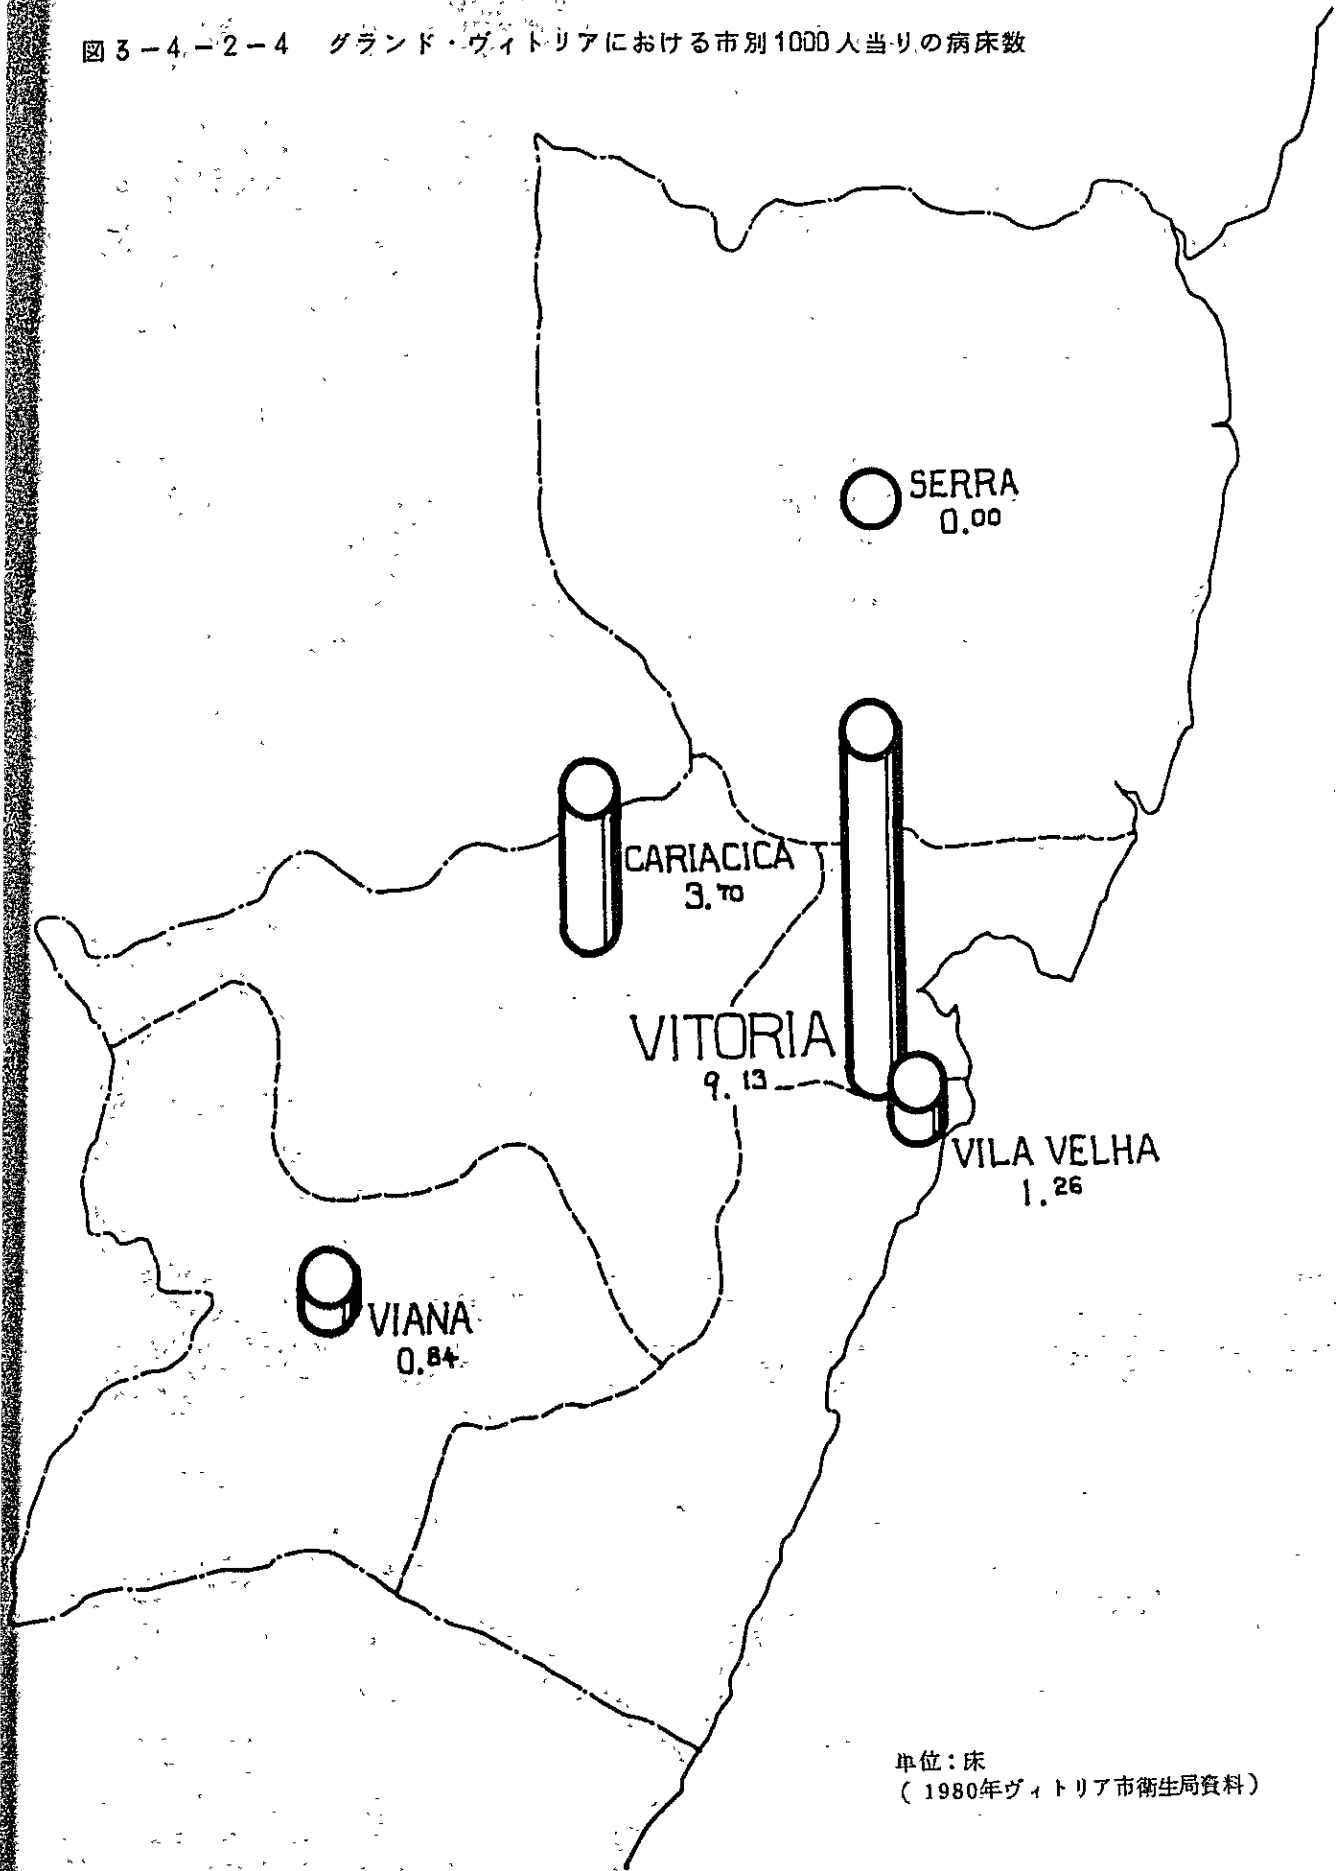 図3-4-2-4 グランド・ヴィトリアにおける市別1000人当りの病床数
SERRA
0.00
CARIACICA
3.70
VITORIA
9.13
VILA VELHA
1.26
VIANA
0.84
単位:床
(1980年ヴィトリア市衛生局資料)